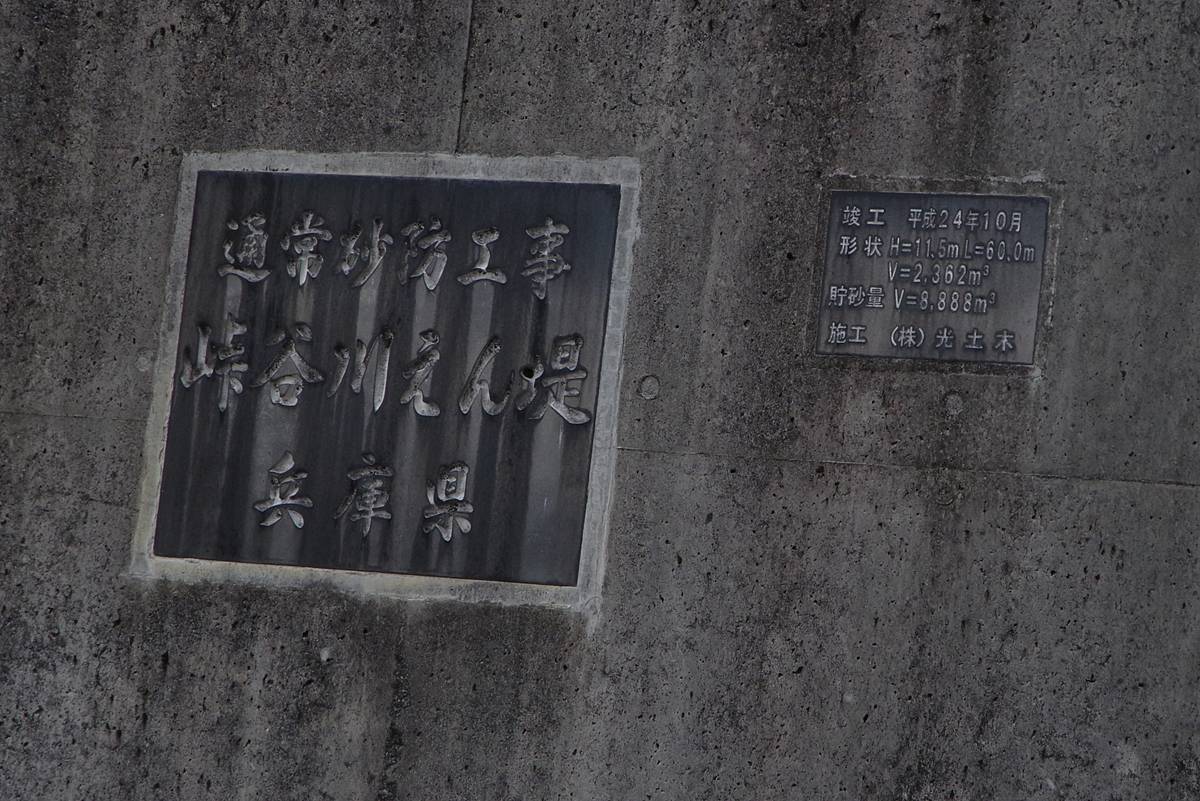 通常砂防工事
峠谷川えん堤
兵庫県
竣工 平成24年10月
形状 H=11.5m L=60.0m
V=2,362m³
貯砂量 V=8,888m³
施工 (株)光土木